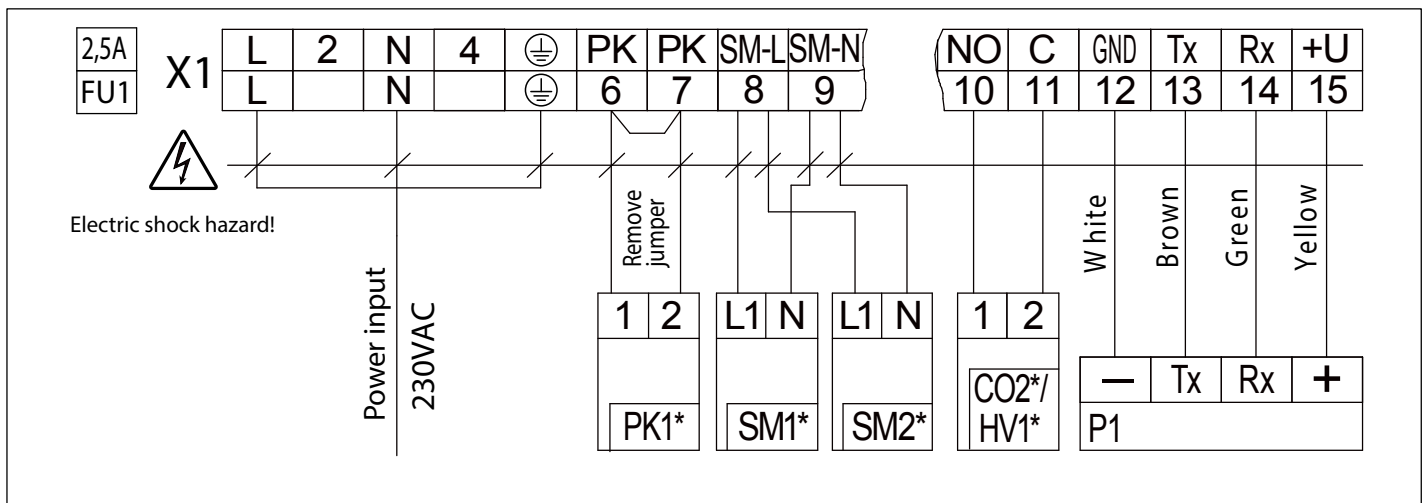 2,5A
FU1
X1
L 2 N 4 PK PK SM-L SM-N NO C GND Tx Rx +U
L N 6 7 8 9 10 11 12 13 14 15
Electric shock hazard!
Power input
230VAC
Remove
jumper
White
Brown
Green
Yellow
1 2
PK1*
L1 N
SM1*
L1 N
SM2*
1 2
CO2*/
HV1*
— Tx Rx +
P1